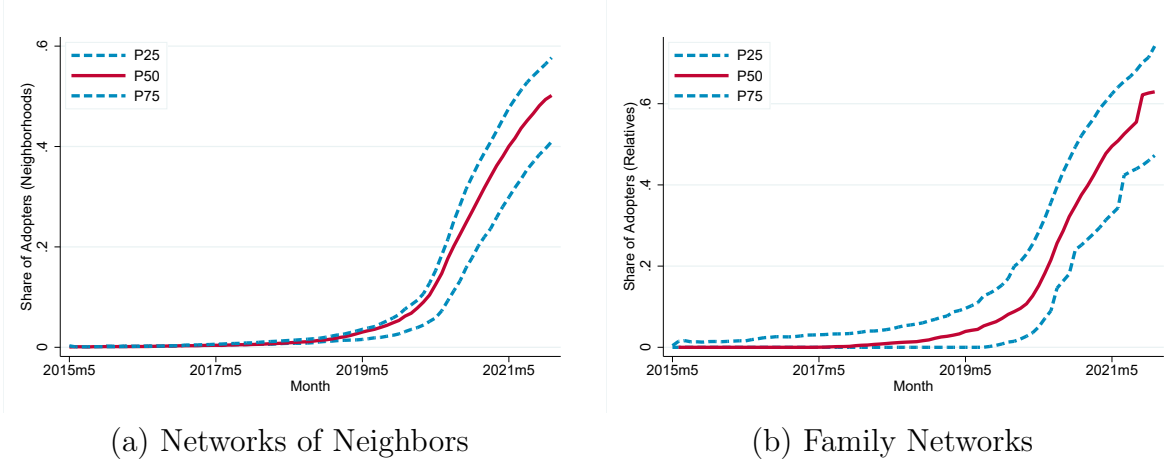 P25
P50
P75
.6
.4
.2
0
Share of Adopters (Neighborhoods)
2015m5 2017m5 2019m5 2021m5
Month
(a) Networks of Neighbors
P25
P50
P75
.6
.4
.2
0
Share of Adopters (Relatives)
2015m5 2017m5 2019m5 2021m5
Month
(b) Family Networks